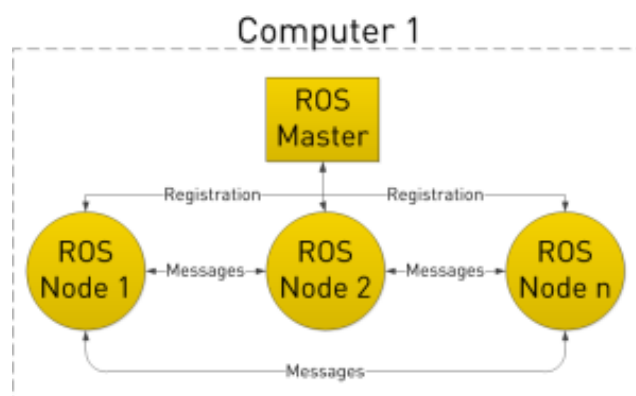 Computer 1
ROS
Master
Registration
Registration
ROS
Node 1
Messages
ROS
Node 2
Messages
ROS
Node n
Messages